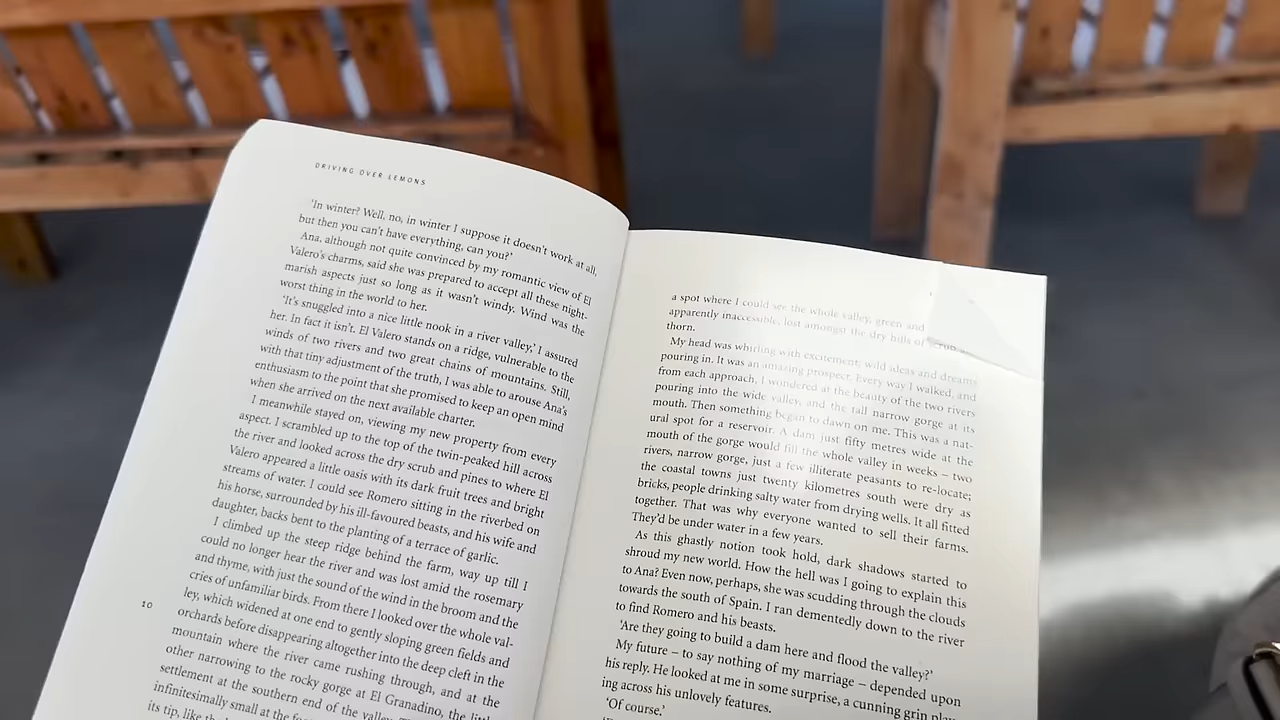 DRIVING OVER LEMONS
'In winter? Well, no, in winter I suppose it doesn't work at all,
but then you can't have everything, can you?'
Ana, although not quite convinced by my romantic view of El
Valero's charms, said she was prepared to accept all these night-
marish aspects just so long as it wasn't windy. Wind was the
worst thing in the world to her.
'It's snuggled into a nice little nook in a river valley,' I assured
her. In fact it isn't. El Valero stands on a ridge, vulnerable to the
winds of two rivers and two great chains of mountains. Still,
with that tiny adjustment of the truth, I was able to arouse Ana's
enthusiasm to the point that she promised to keep an open mind
when she arrived on the next available charter.
I meanwhile stayed on, viewing my new property from every
aspect. I scrambled up to the top of the twin-peaked hill across
the river and looked across the dry scrub and pines to where El
Valero appeared a little oasis with its dark fruit trees and bright
streams of water. I could see Romero sitting in the riverbed on
his horse, surrounded by his ill-favoured beasts, and his wife and
daughter, backs bent to the planting of a terrace of garlic.
I climbed up the steep ridge behind the farm, way up till I
could no longer hear the river and was lost amid the rosemary
and thyme, with just the sound of the wind in the broom and the
cries of unfamiliar birds. From there I looked over the whole val-
ley, which widened at one end to gently sloping green fields and
orchards before disappearing altogether into the deep cleft in the
mountain where the river came rushing through, and at the
other narrowing to the rocky gorge at El Granadino, the little
settlement at the southern end of the valley.
infinitesimally small at the
its tip, like
10
a spot where I could see the whole valley, green and
apparently inaccessible, lost amongst the dry hills of scrub
thorn.
My head was whirling with excitement; wild ideas and dreams
pouring in. It was an amazing prospect. Every way I walked, and
from each approach, I wondered at the beauty of the two rivers
pouring into the wide valley, and the tall narrow gorge at its
mouth. Then something began to dawn on me. This was a nat-
ural spot for a reservoir. A dam just fifty metres wide at the
mouth of the gorge would fill the whole valley in weeks – two
rivers, narrow gorge, just a few illiterate peasants to re-locate;
the coastal towns just twenty kilometres south were dry as
bricks, people drinking salty water from drying wells. It all fitted
together. That was why everyone wanted to sell their farms.
They'd be under water in a few years.
As this ghastly notion took hold, dark shadows started to
shroud my new world. How the hell was I going to explain this
to Ana? Even now, perhaps, she was scudding through the clouds
towards the south of Spain. I ran dementedly down to the river
to find Romero and his beasts.
'Are they going to build a dam here and flood the valley?'
My future – to say nothing of my marriage – depended upon
his reply. He looked at me in some surprise, a cunning grin play-
ing across his unlovely features.
'Of course.'